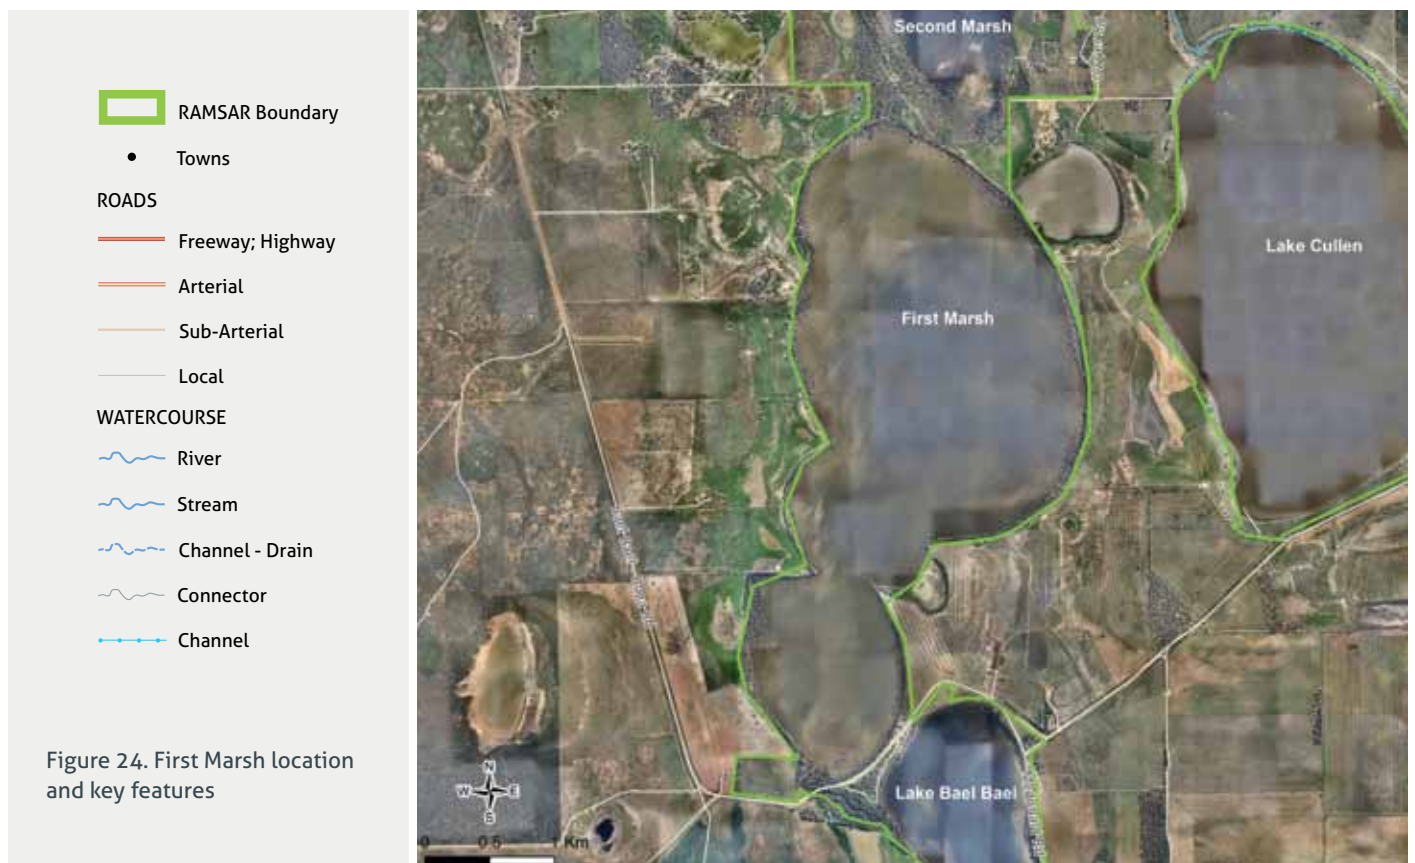 RAMSAR Boundary
Towns
ROADS
Freeway; Highway
Arterial
Sub-Arterial
Local
WATERCOURSE
River
Stream
Channel - Drain
Connector
Channel
Figure 24. First Marsh location
and key features
Second Marsh
Lake Cullen
First Marsh
Lake Bael Bael
N
W E
S
0 0.5 1 Km